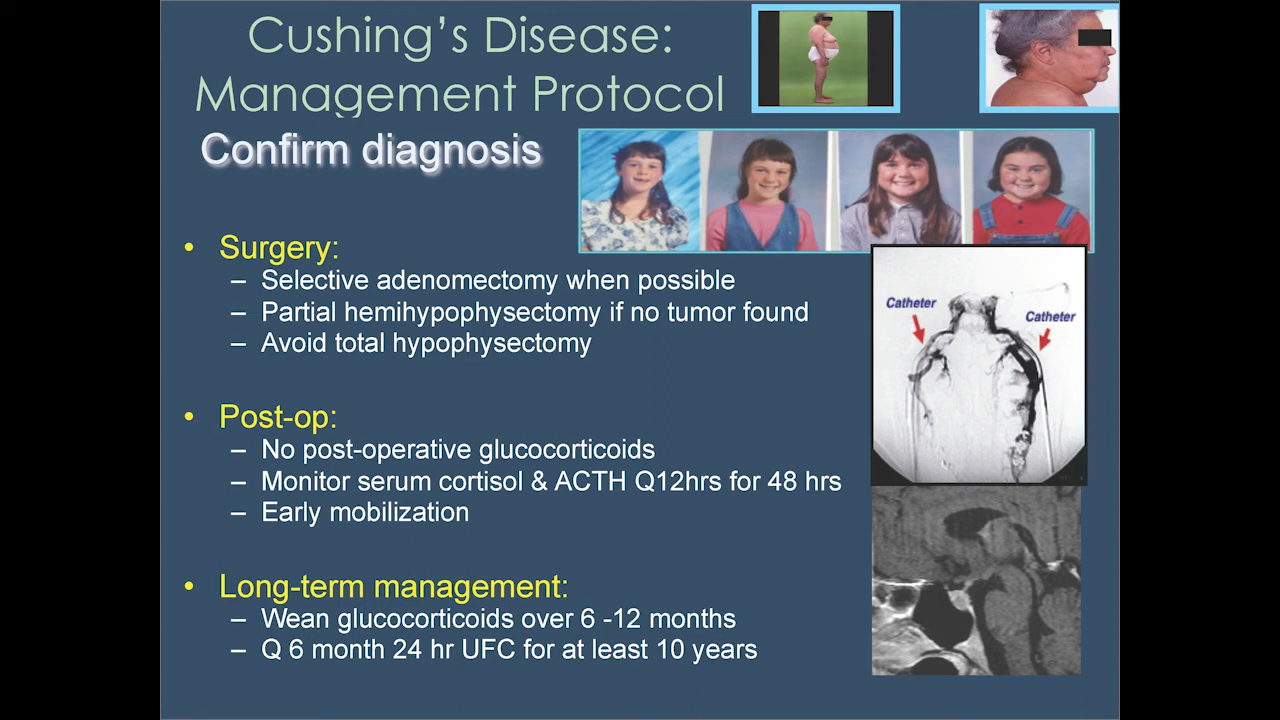 Cushing's Disease:
Management Protocol
Confirm diagnosis
• Surgery:
– Selective adenomectomy when possible
– Partial hemihypophysectomy if no tumor found
– Avoid total hypophysectomy
• Post-op:
– No post-operative glucocorticoids
– Monitor serum cortisol & ACTH Q12hrs for 48 hrs
– Early mobilization
• Long-term management:
– Wean glucocorticoids over 6 -12 months
– Q 6 month 24 hr UFC for at least 10 years
Catheter
Catheter